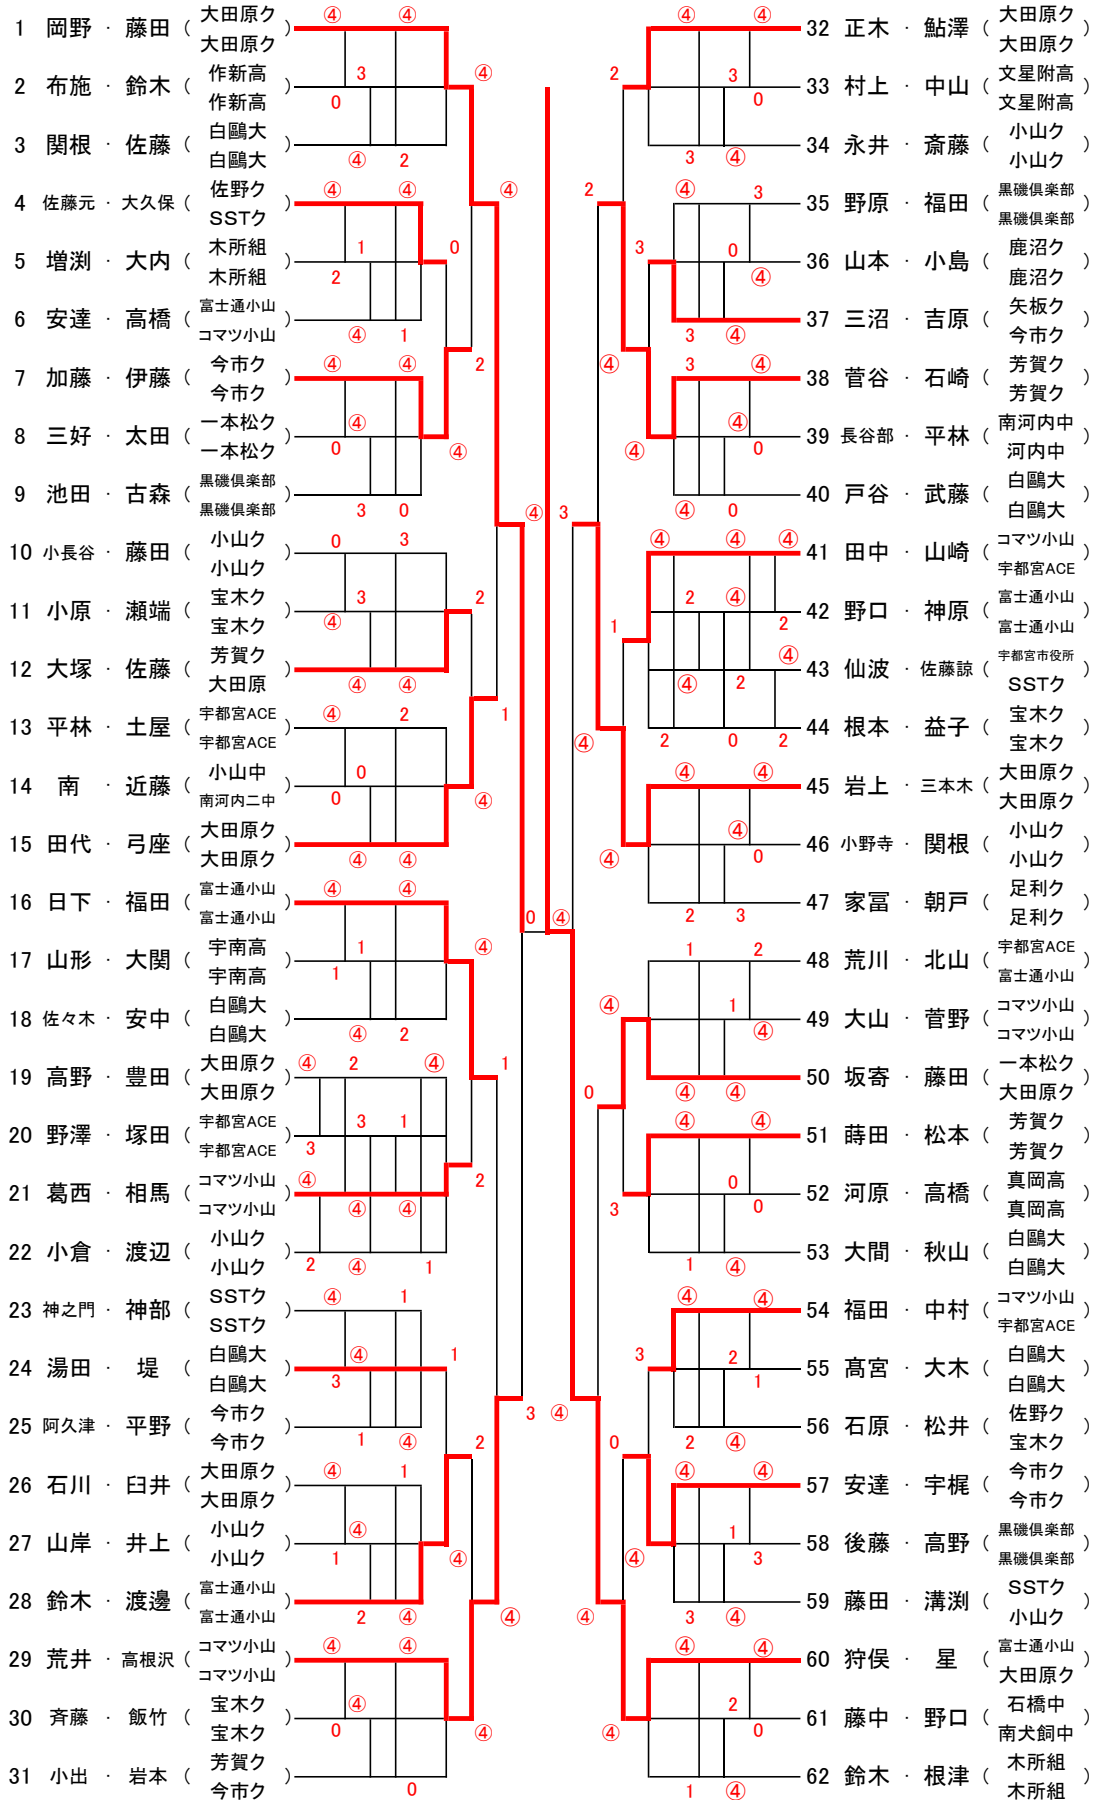 1 岡野 ・ 藤田 ( 大田原ク 大田原ク )
2 布施 ・ 鈴木 ( 作新高 作新高 )
3 関根 ・ 佐藤 ( 白鷗大 白鷗大 )
4 佐藤元 ・ 大久保 ( 佐野ク SSTク )
5 増渕 ・ 大内 ( 木所組 木所組 )
6 安達 ・ 高橋 ( 富士通小山 コマツ小山 )
7 加藤 ・ 伊藤 ( 今市ク 今市ク )
8 三好 ・ 太田 ( 一本松ク 一本松ク )
9 池田 ・ 古森 ( 黒磯倶楽部 黒磯倶楽部 )
10 小長谷 ・ 藤田 ( 小山ク 小山ク )
11 小原 ・ 瀬端 ( 宝木ク 宝木ク )
12 大塚 ・ 佐藤 ( 芳賀ク 大田原 )
13 平林 ・ 土屋 ( 宇都宮ACE 宇都宮ACE )
14 南 ・ 近藤 ( 小山中 南河内二中 )
15 田代 ・ 弓座 ( 大田原ク 大田原ク )
16 日下 ・ 福田 ( 富士通小山 富士通小山 )
17 山形 ・ 大関 ( 宇南高 宇南高 )
18 佐々木 ・ 安中 ( 白鷗大 白鷗大 )
19 高野 ・ 豊田 ( 大田原ク 大田原ク )
20 野澤 ・ 塚田 ( 宇都宮ACE 宇都宮ACE )
21 葛西 ・ 相馬 ( コマツ小山 コマツ小山 )
22 小倉 ・ 渡辺 ( 小山ク 小山ク )
23 神之門 ・ 神部 ( SSTク SSTク )
24 湯田 ・ 堤 ( 白鷗大 白鷗大 )
25 阿久津 ・ 平野 ( 今市ク 今市ク )
26 石川 ・ 臼井 ( 大田原ク 大田原ク )
27 山岸 ・ 井上 ( 小山ク 小山ク )
28 鈴木 ・ 渡邊 ( 富士通小山 富士通小山 )
29 荒井 ・ 高根沢 ( コマツ小山 コマツ小山 )
30 斉藤 ・ 飯竹 ( 宝木ク 宝木ク )
31 小出 ・ 岩本 ( 芳賀ク 今市ク )
32 正木 ・ 鮎澤 ( 大田原ク 大田原ク )
33 村上 ・ 中山 ( 文星附高 文星附高 )
34 永井 ・ 斎藤 ( 小山ク 小山ク )
35 野原 ・ 福田 ( 黒磯倶楽部 黒磯倶楽部 )
36 山本 ・ 小島 ( 鹿沼ク 鹿沼ク )
37 三沼 ・ 吉原 ( 矢板ク 今市ク )
38 菅谷 ・ 石崎 ( 芳賀ク 芳賀ク )
39 長谷部 ・ 平林 ( 南河内中 河内中 )
40 戸谷 ・ 武藤 ( 白鷗大 白鷗大 )
41 田中 ・ 山崎 ( コマツ小山 宇都宮ACE )
42 野口 ・ 神原 ( 富士通小山 富士通小山 )
43 仙波 ・ 佐藤諒 ( 宇都宮市役所 SSTク )
44 根本 ・ 益子 ( 宝木ク 宝木ク )
45 岩上 ・ 三本木 ( 大田原ク 大田原ク )
46 小野寺 ・ 関根 ( 小山ク 小山ク )
47 家冨 ・ 朝戸 ( 足利ク 足利ク )
48 荒川 ・ 北山 ( 宇都宮ACE 富士通小山 )
49 大山 ・ 菅野 ( コマツ小山 コマツ小山 )
50 坂寄 ・ 藤田 ( 一本松ク 大田原ク )
51 蒔田 ・ 松本 ( 芳賀ク 芳賀ク )
52 河原 ・ 高橋 ( 真岡高 真岡高 )
53 大間 ・ 秋山 ( 白鷗大 白鷗大 )
54 福田 ・ 中村 ( コマツ小山 宇都宮ACE )
55 髙宮 ・ 大木 ( 白鷗大 白鷗大 )
56 石原 ・ 松井 ( 佐野ク 宝木ク )
57 安達 ・ 宇梶 ( 今市ク 今市ク )
58 後藤 ・ 高野 ( 黒磯倶楽部 黒磯倶楽部 )
59 藤田 ・ 溝渕 ( SSTク 小山ク )
60 狩俣 ・ 星 ( 富士通小山 大田原ク )
61 藤中 ・ 野口 ( 石橋中 南犬飼中 )
62 鈴木 ・ 根津 ( 木所組 木所組 )